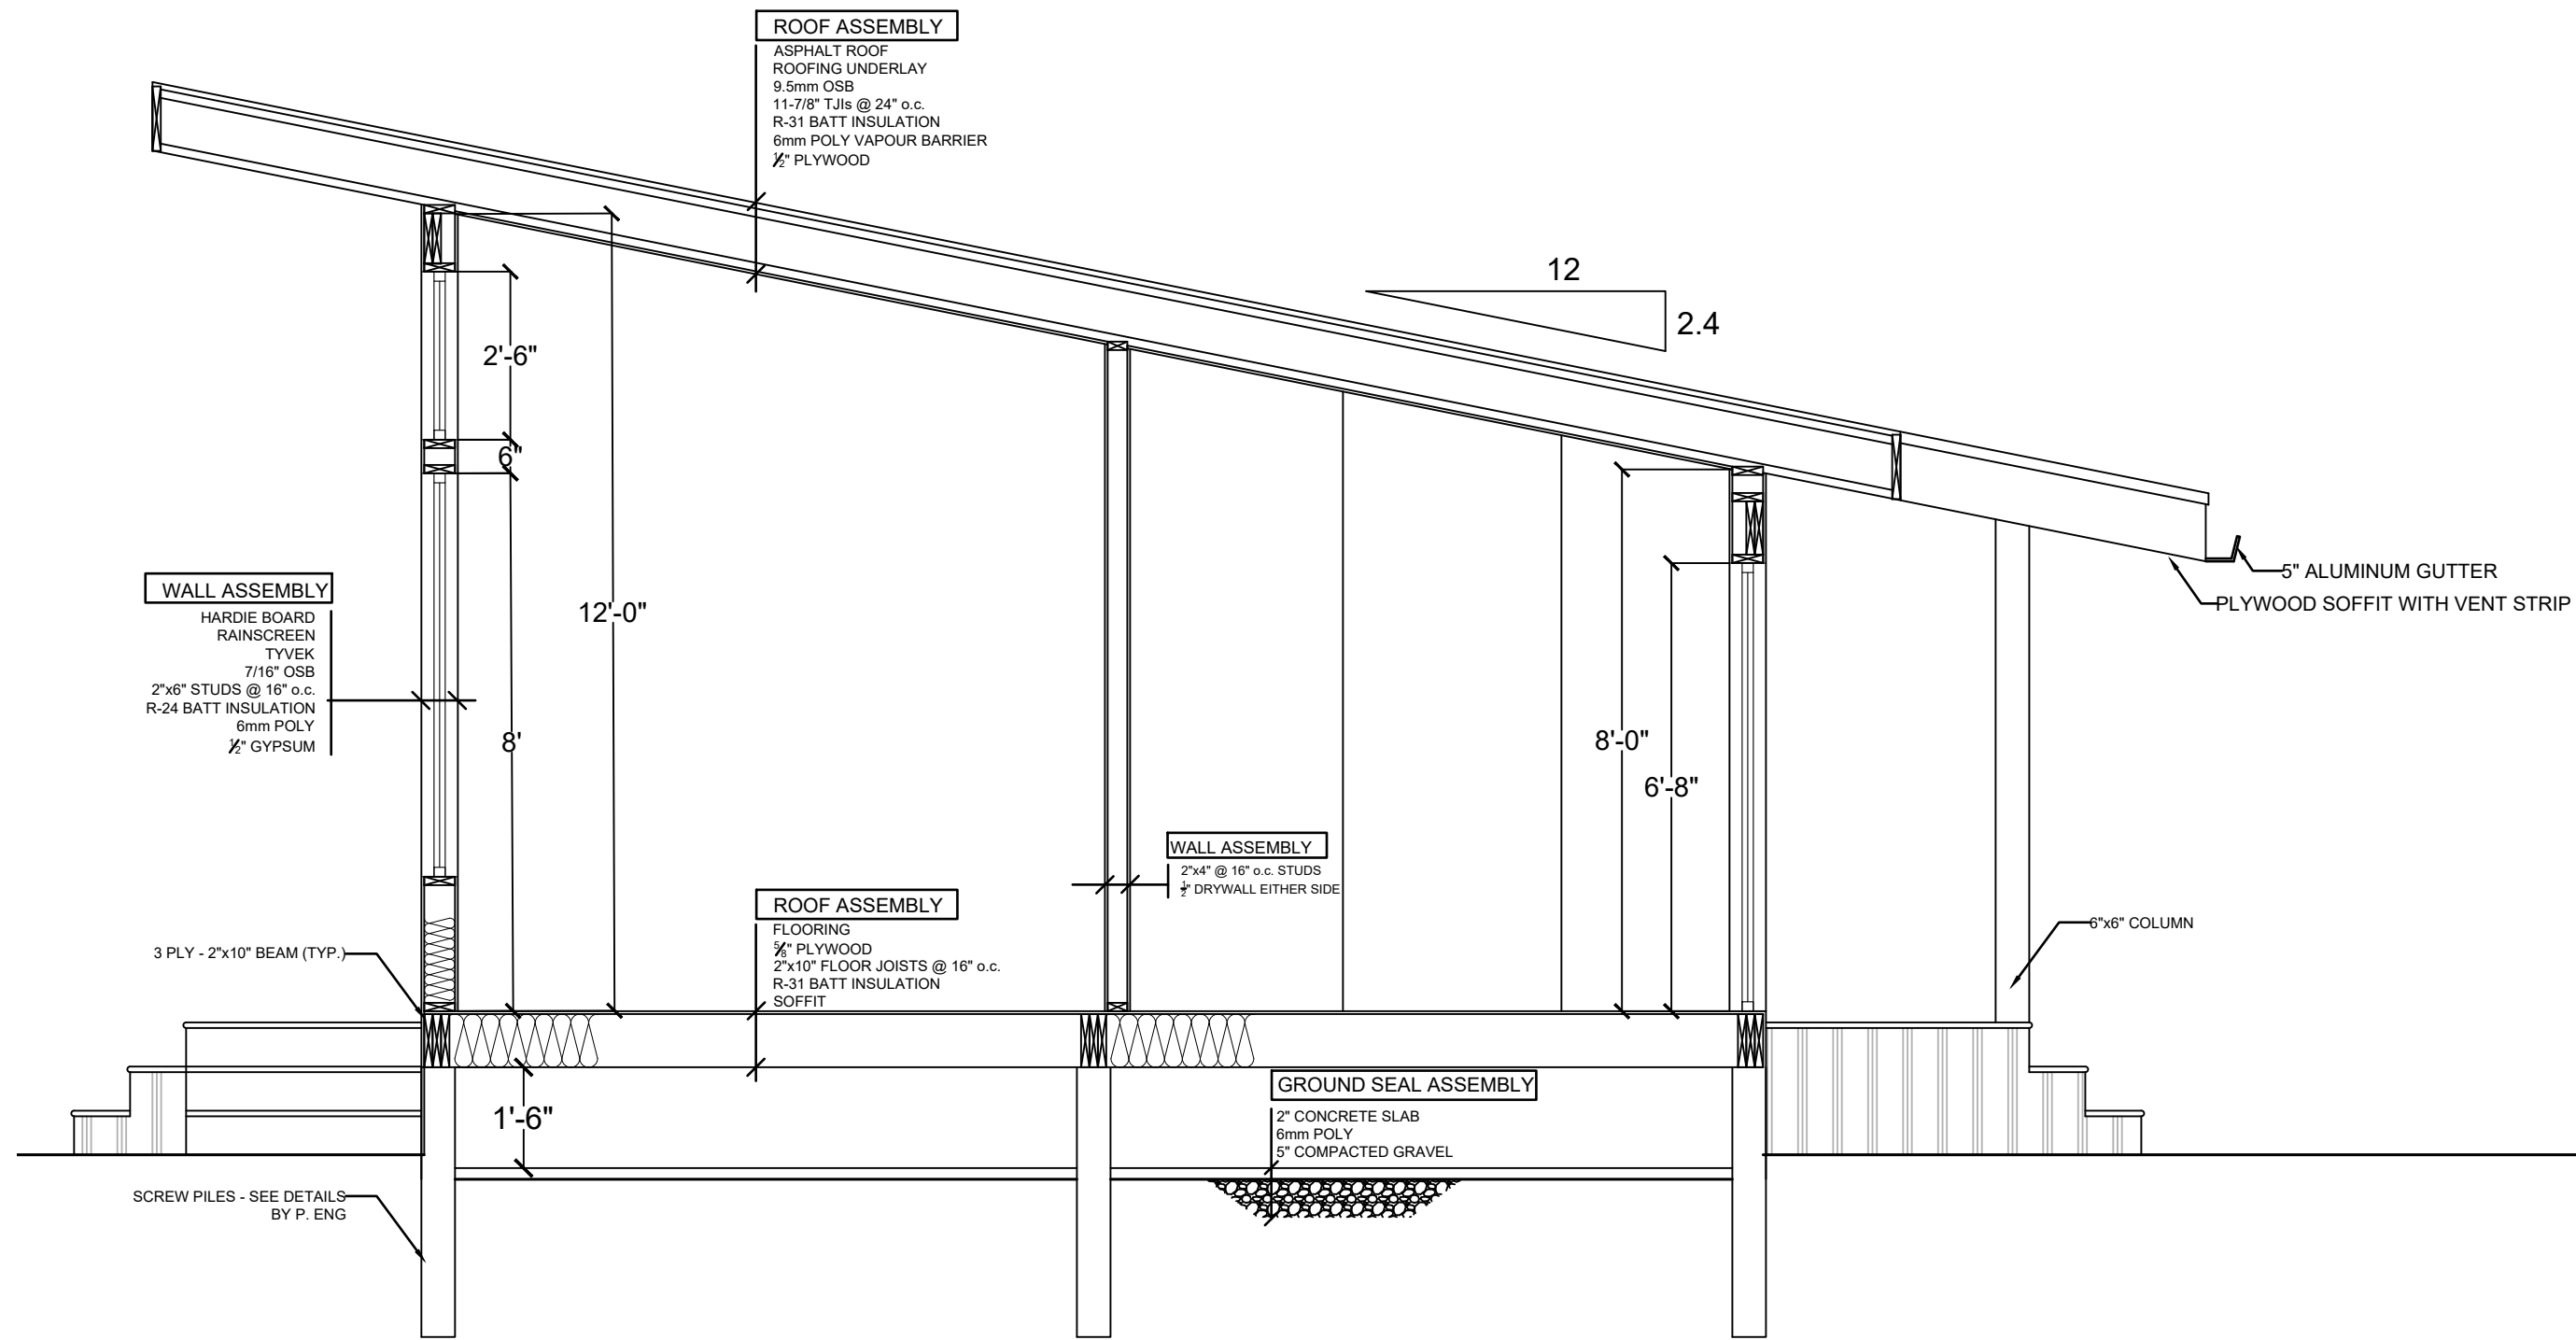 ROOF ASSEMBLY
ASPHALT ROOF
ROOFING UNDERLAY
9.5mm OSB
11-7/8" TJIs @ 24" o.c.
R-31 BATT INSULATION
6mm POLY VAPOUR BARRIER
½" PLYWOOD
12
2.4
2'-6"
6"
12'-0"
8'
5" ALUMINUM GUTTER
PLYWOOD SOFFIT WITH VENT STRIP
WALL ASSEMBLY
HARDIE BOARD
RAINSCREEN
TYVEK
7/16" OSB
2"x6" STUDS @ 16" o.c.
R-24 BATT INSULATION
6mm POLY
½" GYPSUM
8'-0"
6'-8"
WALL ASSEMBLY
2"x4" @ 16" o.c. STUDS
½" DRYWALL EITHER SIDE
ROOF ASSEMBLY
FLOORING
⅝" PLYWOOD
2"x10" FLOOR JOISTS @ 16" o.c.
R-31 BATT INSULATION
SOFFIT
3 PLY - 2"x10" BEAM (TYP.)
6"x6" COLUMN
1'-6"
GROUND SEAL ASSEMBLY
2" CONCRETE SLAB
6mm POLY
5" COMPACTED GRAVEL
SCREW PILES - SEE DETAILS
BY P. ENG